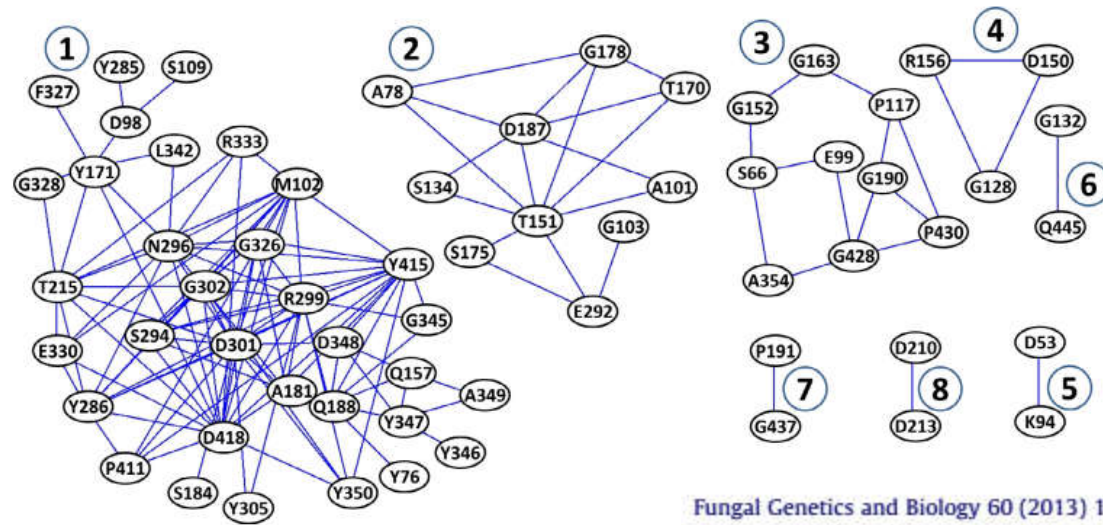 1
Y285
S109
F327
D98
L342
R333
Y171
G328
M102
N296
G326
Y415
T215
G302
R299
G345
S294
D301
D348
E330
Q157
A181
A349
Y286
Q188
Y347
D418
Y346
P411
Y76
S184
Y350
Y305
2
G178
A78
T170
D187
S134
A101
T151
G103
S175
E292
3
G163
G152
P117
E99
S66
G190
P430
G428
A354
4
R156
D150
G128
G132
6
Q445
P191
7
G437
D210
8
D213
D53
5
K94
Fungal Genetics and Biology 60 (2013) 1